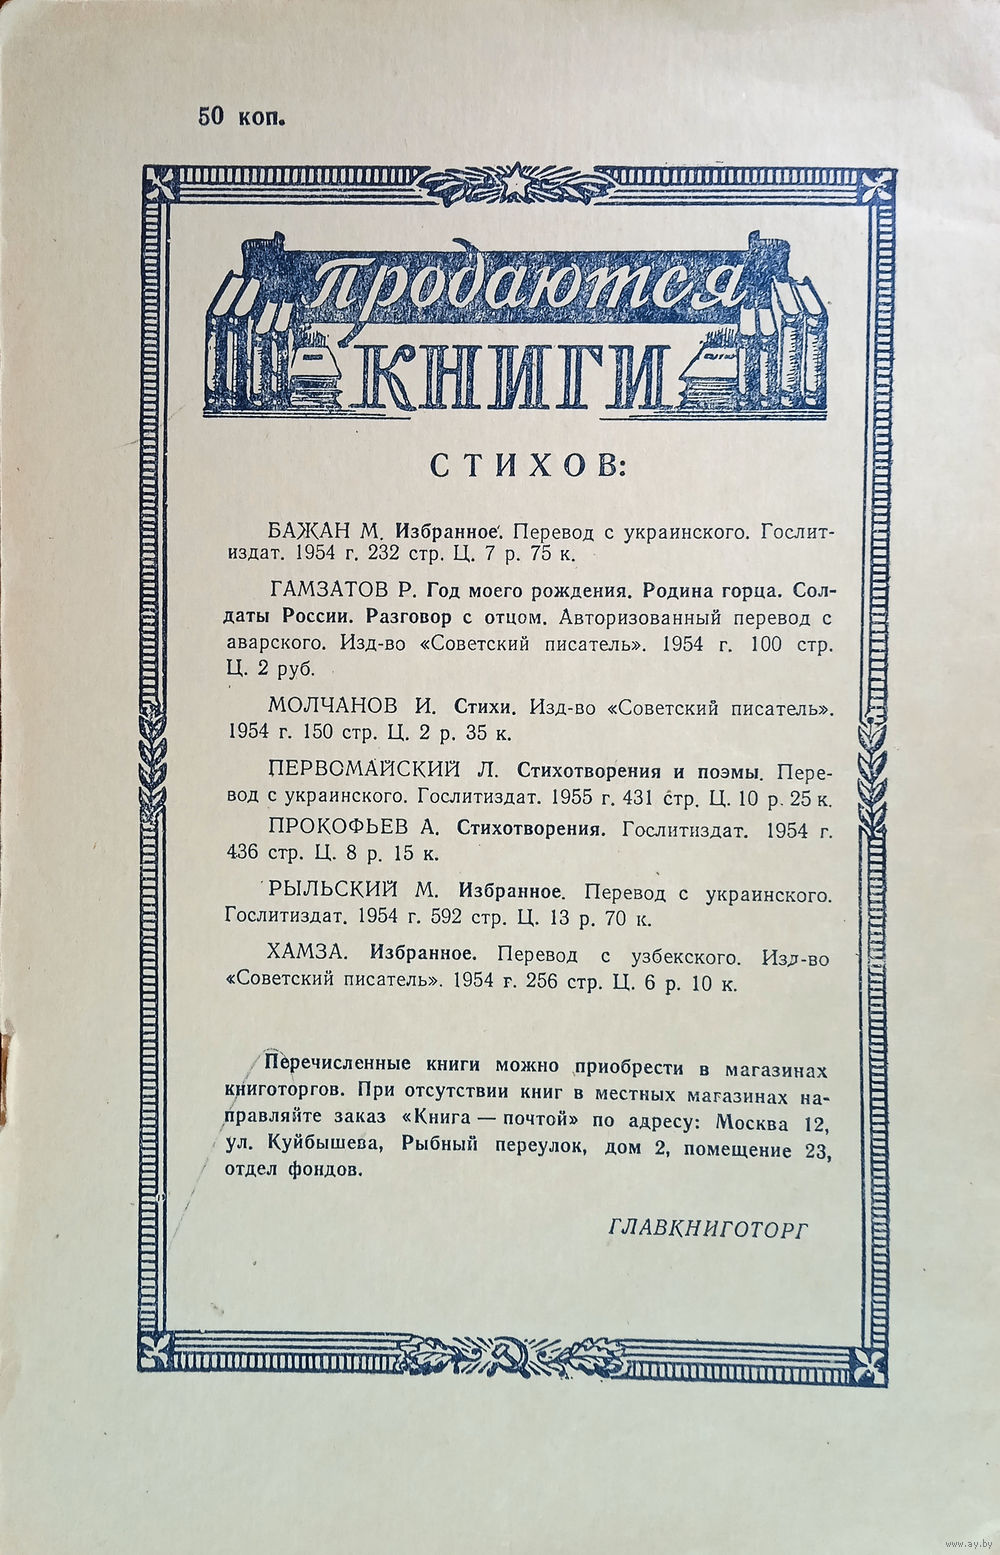 50 коп.
продаются
КНИГИ
СТИХОВ:
БАЖАН М. Избранное. Перевод с украинского. Гослит-
издат. 1954 г. 232 стр. Ц. 7 р. 75 к.
ГАМЗАТОВ Р. Год моего рождения. Родина горца. Сол-
даты России. Разговор с отцом. Авторизованный перевод с
аварского. Изд-во «Советский писатель». 1954 г. 100 стр.
Ц. 2 руб.
МОЛЧАНОВ И. Стихи. Изд-во «Советский писатель».
1954 г. 150 стр. Ц. 2 р. 35 к.
ПЕРВОМАЙСКИЙ Л. Стихотворения и поэмы. Пере-
вод с украинского. Гослитиздат. 1955 г. 431 стр. Ц. 10 р. 25 к.
ПРОКОФЬЕВ А. Стихотворения. Гослитиздат. 1954 г.
436 стр. Ц. 8 р. 15 к.
РЫЛЬСКИЙ М. Избранное. Перевод с украинского.
Гослитиздат. 1954 г. 592 стр. Ц. 13 р. 70 к.
ХАМЗА. Избранное. Перевод с узбекского. Изд-во
«Советский писатель». 1954 г. 256 стр. Ц. 6 р. 10 к.
Перечисленные книги можно приобрести в магазинах
книготоргов. При отсутствии книг в местных магазинах на-
правляйте заказ «Книга — почтой» по адресу: Москва 12,
ул. Куйбышева, Рыбный переулок, дом 2, помещение 23,
отдел фондов.
ГЛАВКНИГОТОРГ
www.ay.by